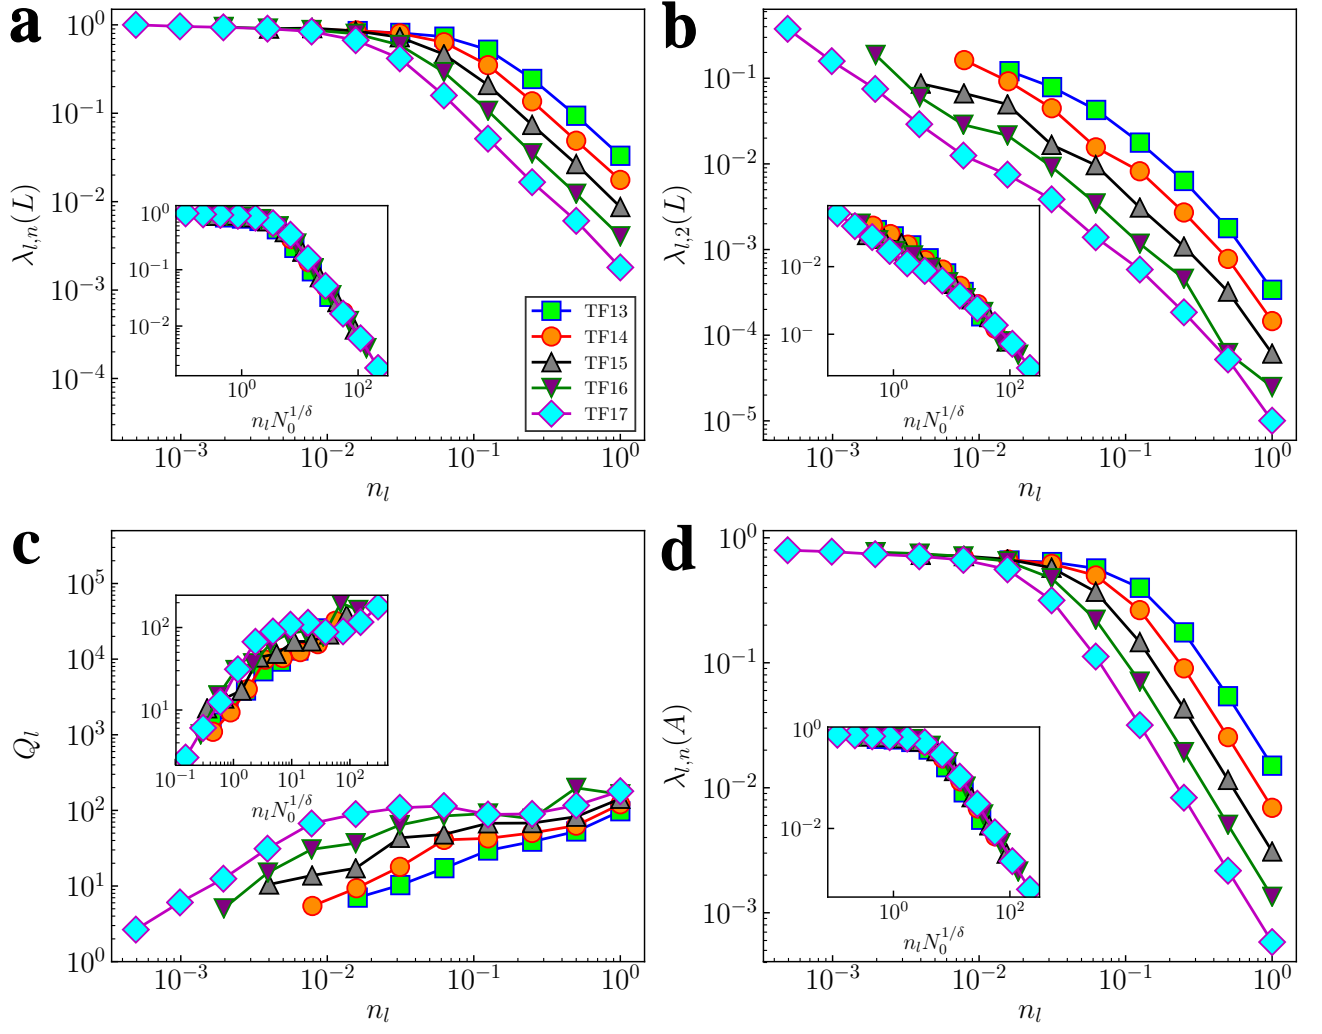 a
10^0
10^{-1}
10^{-2}
10^{-3}
10^{-4}
λ_{l,n}(L)
10^{-3} 10^{-2} 10^{-1} 10^0
n_l
10^0
10^{-1}
10^{-2}
10^0 10^2
n_l N_0^{1/δ}
TF13
TF14
TF15
TF16
TF17
b
10^{-1}
10^{-2}
10^{-3}
10^{-4}
10^{-5}
λ_{l,2}(L)
10^{-3} 10^{-2} 10^{-1} 10^0
n_l
10^{-2}
10^{-4}
10^0 10^2
n_l N_0^{1/δ}
c
10^5
10^4
10^3
10^2
10^1
10^0
Q_l
10^{-3} 10^{-2} 10^{-1} 10^0
n_l
10^2
10^1
10^{-1} 10^0 10^1 10^2
n_l N_0^{1/δ}
d
10^0
10^{-1}
10^{-2}
10^{-3}
λ_{l,n}(A)
10^{-3} 10^{-2} 10^{-1} 10^0
n_l
10^0
10^{-2}
10^0 10^2
n_l N_0^{1/δ}